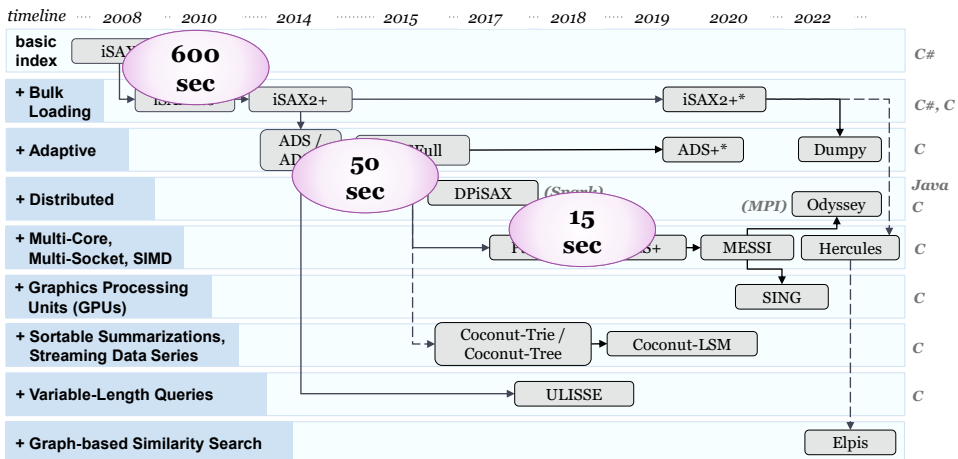 timeline 2008 2010 2014 2015 2017 2018 2019 2020 2022
basic
index
iSAX
600
sec
C#
+ Bulk
Loading
iSAX2+
iSAX2+*
C#, C
+ Adaptive
ADS /
Full
ADS+*
Dumpy
C
50
sec
+ Distributed
DPiSAX
(Spark)
(MPI)
Odyssey
Java
C
15
sec
+ Multi-Core,
Multi-Socket, SIMD
MESSI
Hercules
C
+ Graphics Processing
Units (GPUs)
SING
C
+ Sortable Summarizations,
Streaming Data Series
Coconut-Trie /
Coconut-Tree
Coconut-LSM
C
+ Variable-Length Queries
ULISSE
C
+ Graph-based Similarity Search
Elpis